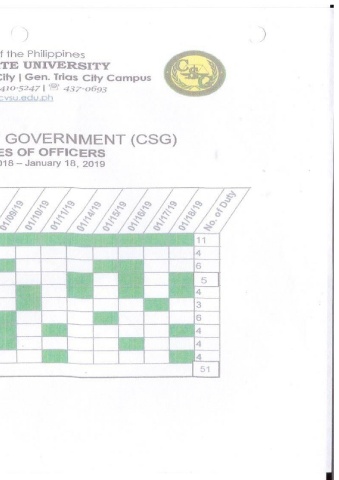 of the Philippines
TE UNIVERSITY
City | Gen. Trias City Campus
410-5247 | ☏ 437-0693
cvsu.edu.ph
GOVERNMENT (CSG)
ES OF OFFICERS
018 – January 18, 2019
01/09/19 01/10/19 01/11/19 01/14/19 01/15/19 01/16/19 01/17/19 01/18/19 No. of Duty
11
4
6
5
4
3
6
4
4
4
51